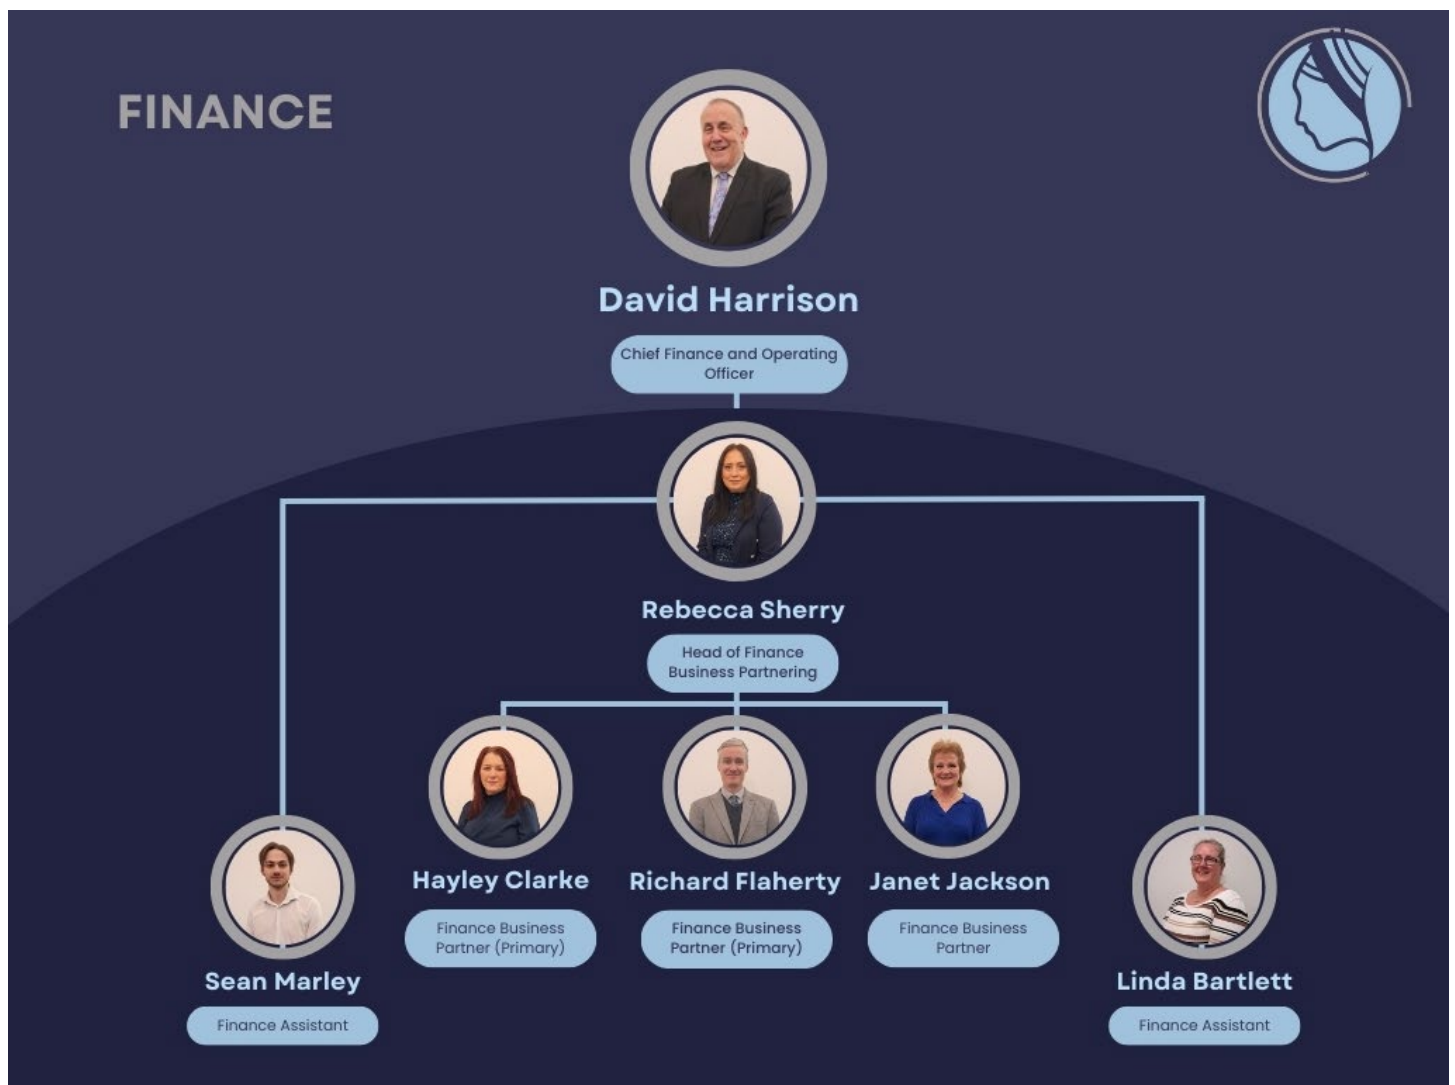 FINANCE
David Harrison
Chief Finance and Operating
Officer
Rebecca Sherry
Head of Finance
Business Partnering
Hayley Clarke
Finance Business
Partner (Primary)
Richard Flaherty
Finance Business
Partner (Primary)
Janet Jackson
Finance Business
Partner
Sean Marley
Finance Assistant
Linda Bartlett
Finance Assistant